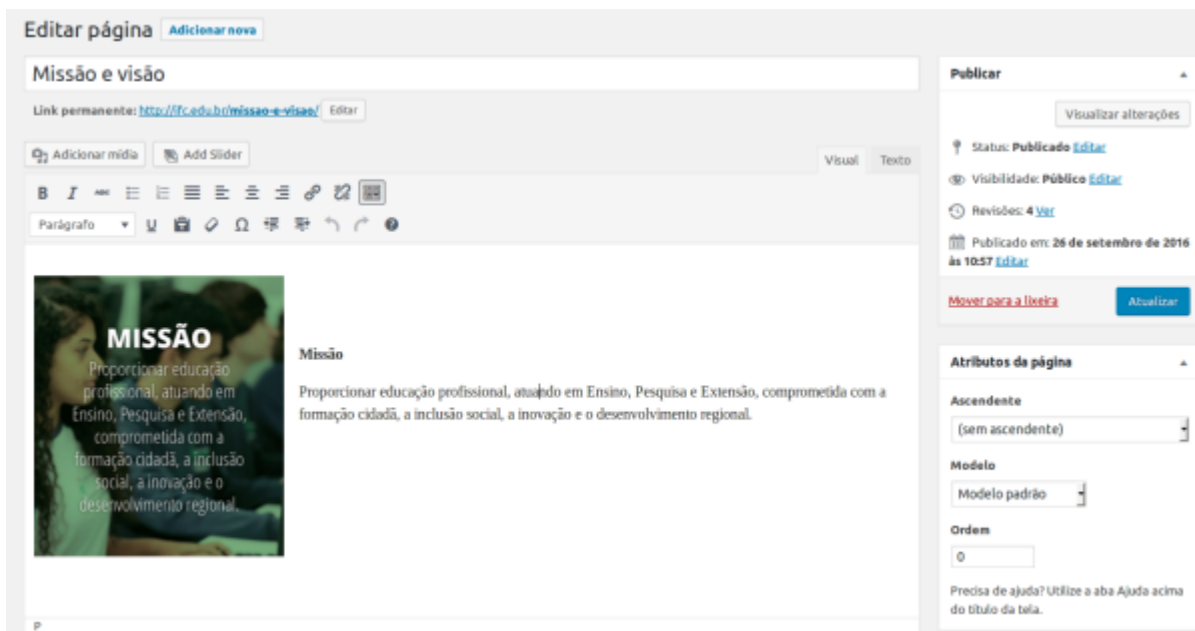 Editar página Adicionar nova
Missão e visão
Link permanente: http://ifc.edu.br/missao-e-visao/ Editar
Adicionar mídia Add Slider
Visual Texto
B I ABC
Parágrafo U Ω
MISSÃO
Proporcionar educação
profissional, atuando em
Ensino, Pesquisa e Extensão,
comprometida com a
formação cidadã, a inclusão
social, a inovação e o
desenvolvimento regional.
Missão
Proporcionar educação profissional, atuando em Ensino, Pesquisa e Extensão, comprometida com a
formação cidadã, a inclusão social, a inovação e o desenvolvimento regional.
P
Publicar
Visualizar alterações
Status: Publicado Editar
Visibilidade: Público Editar
Revisões: 4 Ver
Publicado em: 26 de setembro de 2016
às 10:57 Editar
Mover para a lixeira Atualizar
Atributos da página
Ascendente
(sem ascendente)
Modelo
Modelo padrão
Ordem
0
Precisa de ajuda? Utilize a aba Ajuda acima
do título da tela.